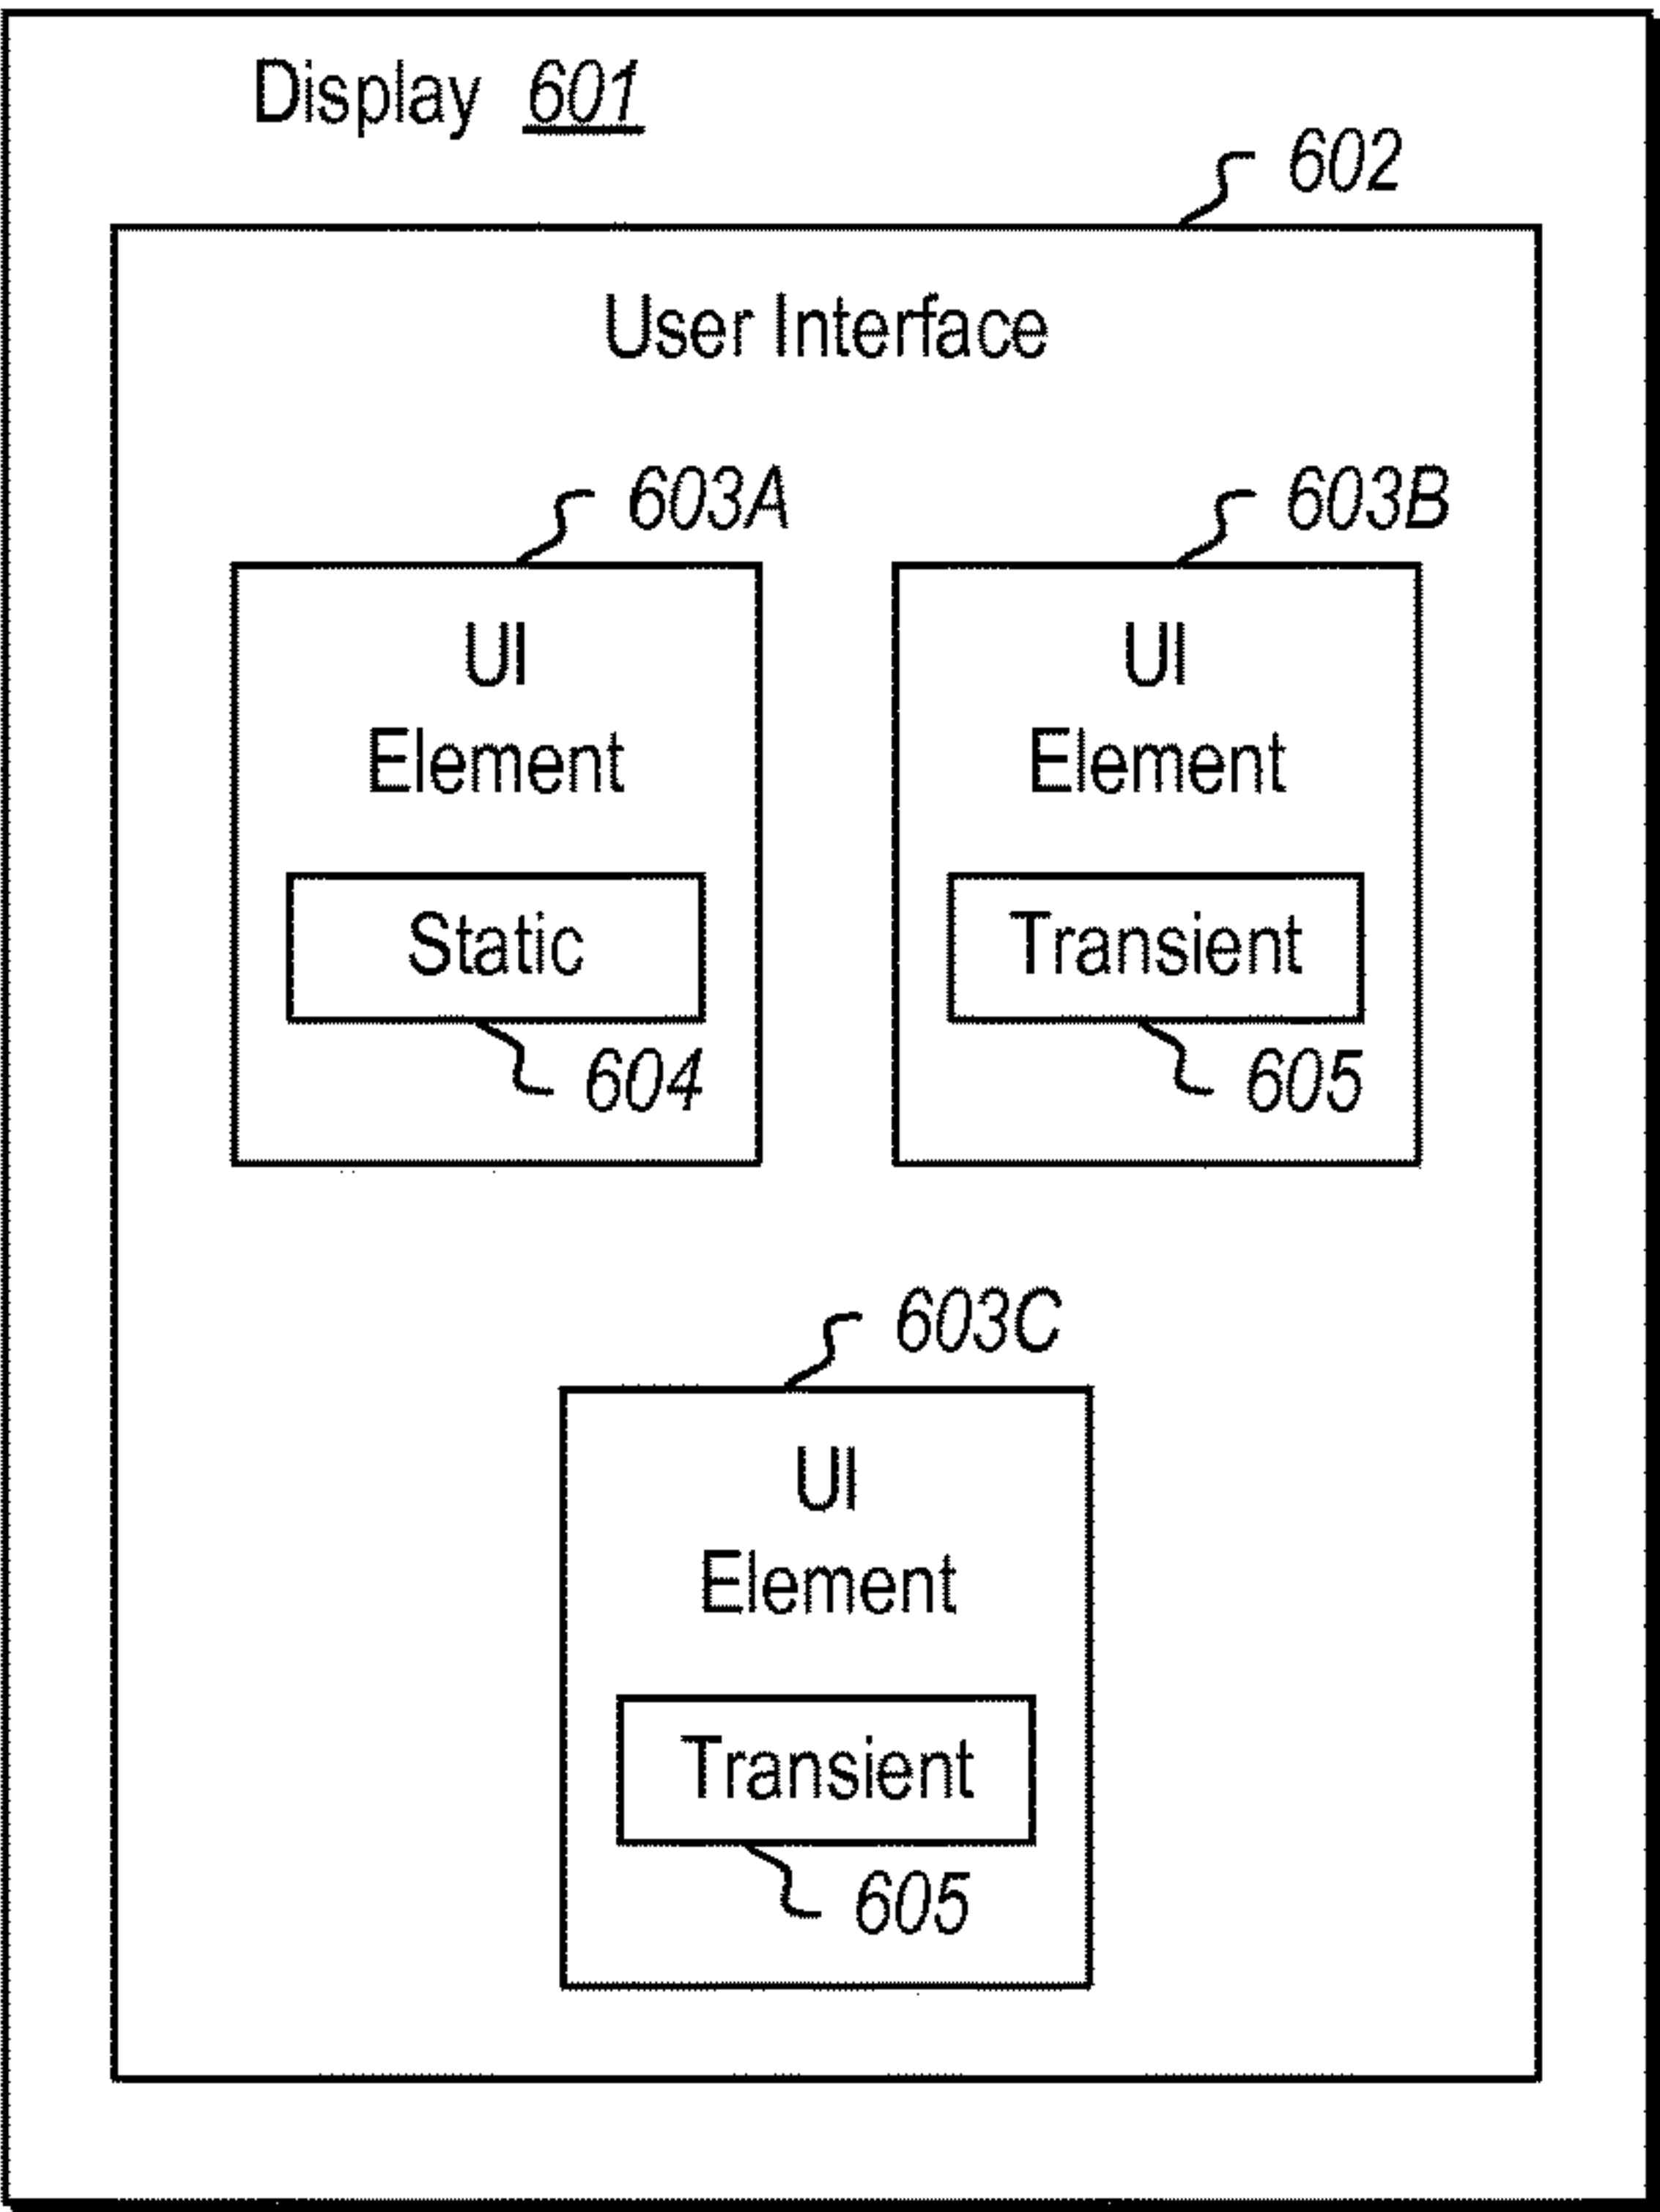 Display 601
602
User Interface
603A
603B
UI
Element
Static
604
UI
Element
Transient
605
603C
UI
Element
Transient
605